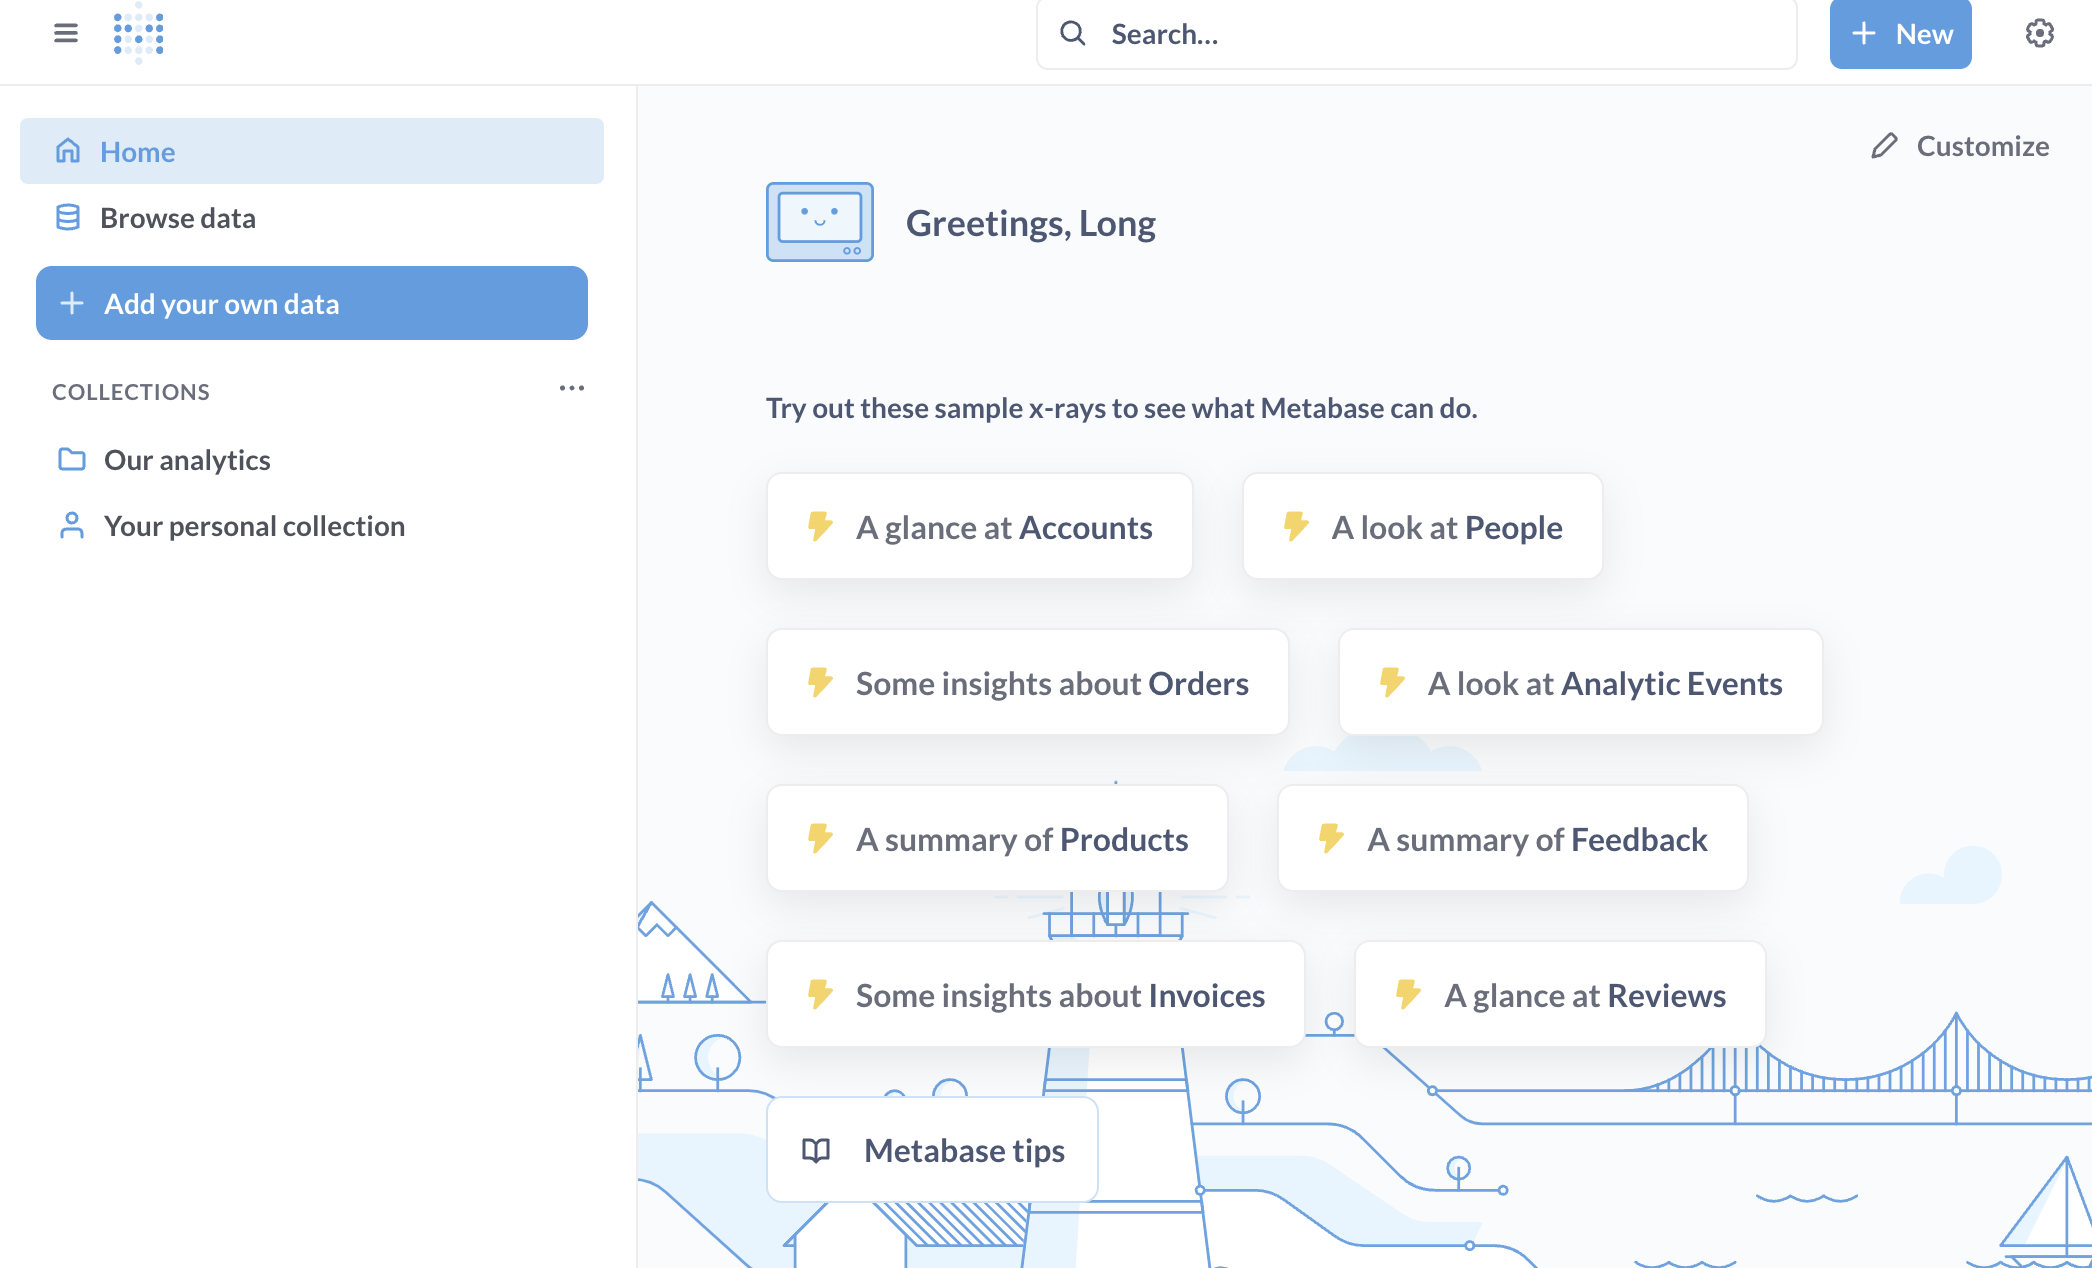 Search...
New
Home
Browse data
Add your own data
COLLECTIONS
Our analytics
Your personal collection
Customize
Greetings, Long
Try out these sample x-rays to see what Metabase can do.
A glance at Accounts
A look at People
Some insights about Orders
A look at Analytic Events
A summary of Products
A summary of Feedback
Some insights about Invoices
A glance at Reviews
Metabase tips